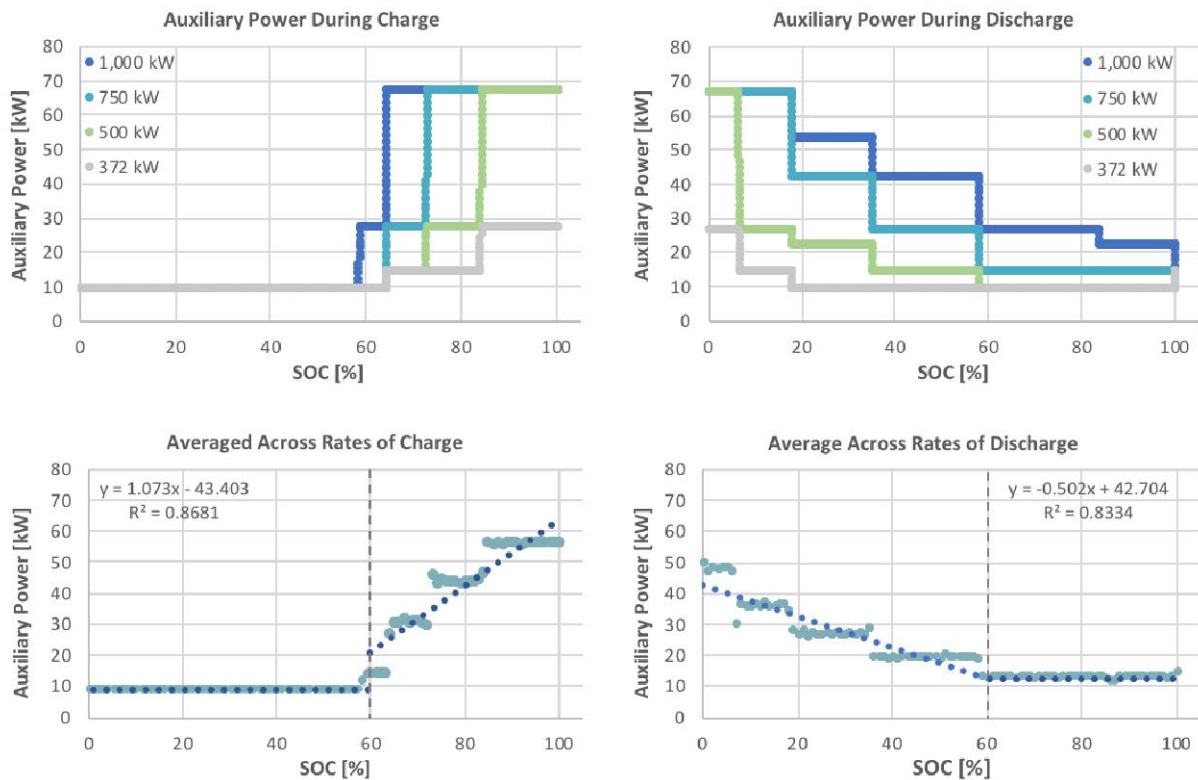 Auxiliary Power During Charge
Auxiliary Power [kW]
80
70
60
50
40
30
20
10
0
1,000 kW
750 kW
500 kW
372 kW
0 20 40 60 80 100
SOC [%]
Auxiliary Power During Discharge
Auxiliary Power [kW]
80
70
60
50
40
30
20
10
0
1,000 kW
750 kW
500 kW
372 kW
0 20 40 60 80 100
SOC [%]
Averaged Across Rates of Charge
Auxiliary Power [kW]
80
70
60
50
40
30
20
10
0
y = 1.073x - 43.403
R² = 0.8681
0 20 40 60 80 100
SOC [%]
Average Across Rates of Discharge
Auxiliary Power [kW]
80
70
60
50
40
30
20
10
0
y = -0.502x + 42.704
R² = 0.8334
0 20 40 60 80 100
SOC [%]